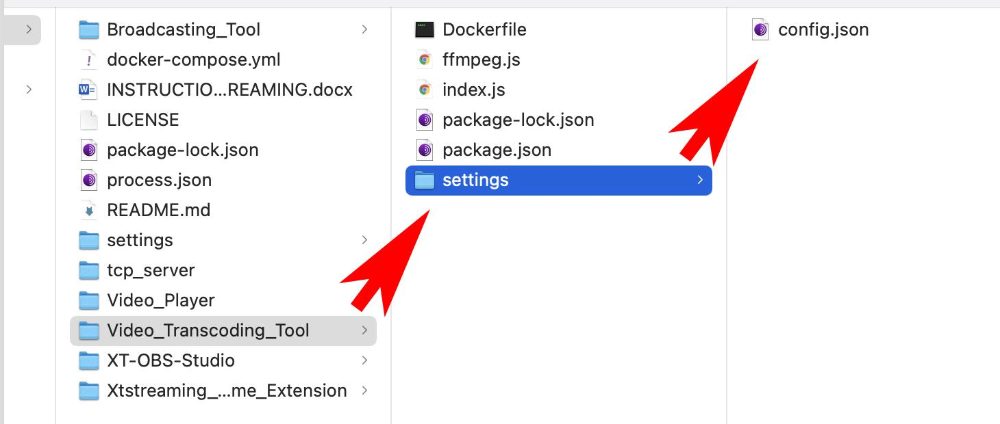 Broadcasting_Tool
docker-compose.yml
INSTRUCTIO...REAMING.docx
LICENSE
package-lock.json
process.json
README.md
settings
tcp_server
Video_Player
Video_Transcoding_Tool
XT-OBS-Studio
Xtstreaming_...me_Extension
Dockerfile
ffmpeg.js
index.js
package-lock.json
package.json
settings
config.json